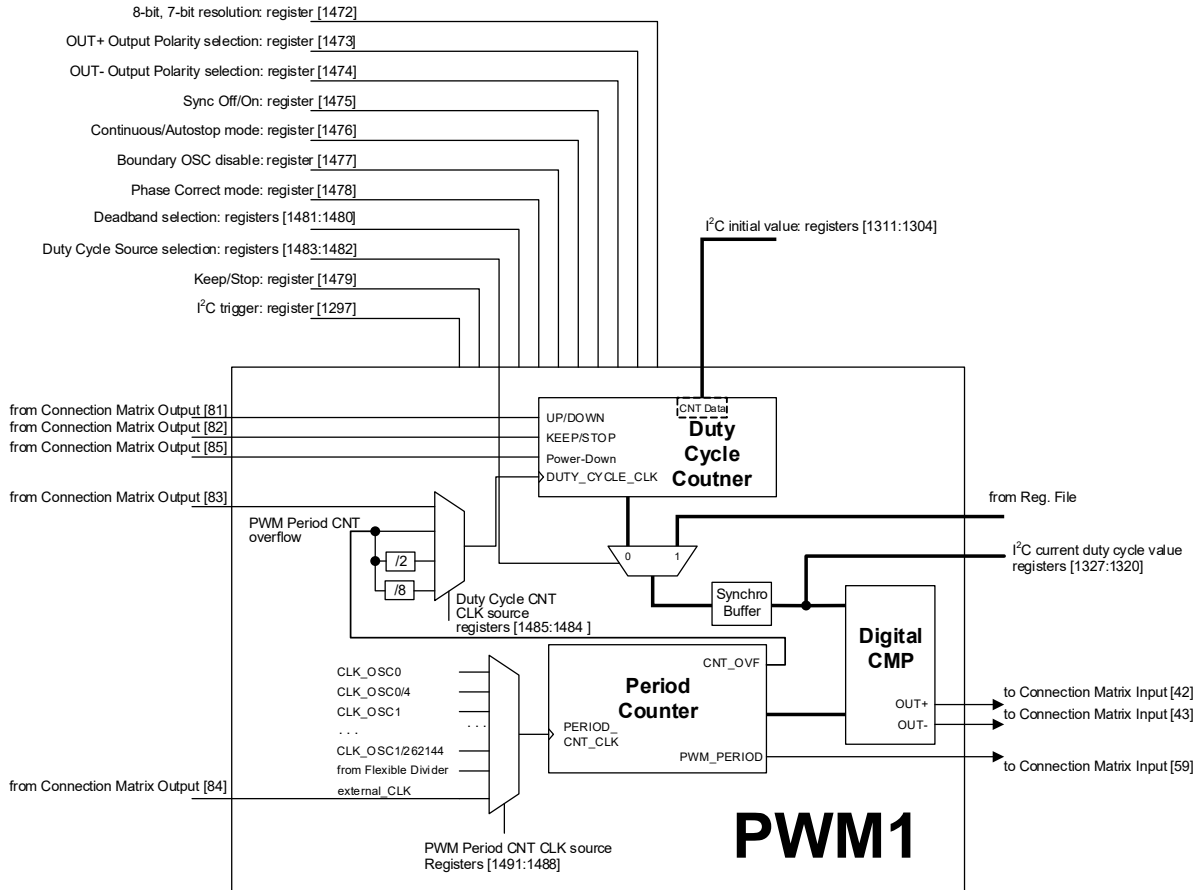 8-bit, 7-bit resolution: register [1472]
OUT+ Output Polarity selection: register [1473]
OUT- Output Polarity selection: register [1474]
Sync Off/On: register [1475]
Continuous/Autostop mode: register [1476]
Boundary OSC disable: register [1477]
Phase Correct mode: register [1478]
Deadband selection: registers [1481:1480]
Duty Cycle Source selection: registers [1483:1482]
Keep/Stop: register [1479]
I²C trigger: register [1297]
I²C initial value: registers [1311:1304]
from Connection Matrix Output [81]
from Connection Matrix Output [82]
from Connection Matrix Output [85]
from Connection Matrix Output [83]
UP/DOWN
KEEP/STOP
Power-Down
DUTY_CYCLE_CLK
CNT Data
Duty
Cycle
Coutner
PWM Period CNT
overflow
/2
/8
Duty Cycle CNT
CLK source
registers [1485:1484 ]
0
1
from Reg. File
I²C current duty cycle value
registers [1327:1320]
Synchro
Buffer
Digital
CMP
OUT+
OUT-
to Connection Matrix Input [42]
to Connection Matrix Input [43]
CLK_OSC0
CLK_OSC0/4
CLK_OSC1
. . .
. . .
CLK_OSC1/262144
from Flexible Divider
external_CLK
from Connection Matrix Output [84]
PERIOD_
CNT_CLK
Period
Counter
CNT_OVF
PWM_PERIOD
to Connection Matrix Input [59]
PWM Period CNT CLK source
Registers [1491:1488]
PWM1